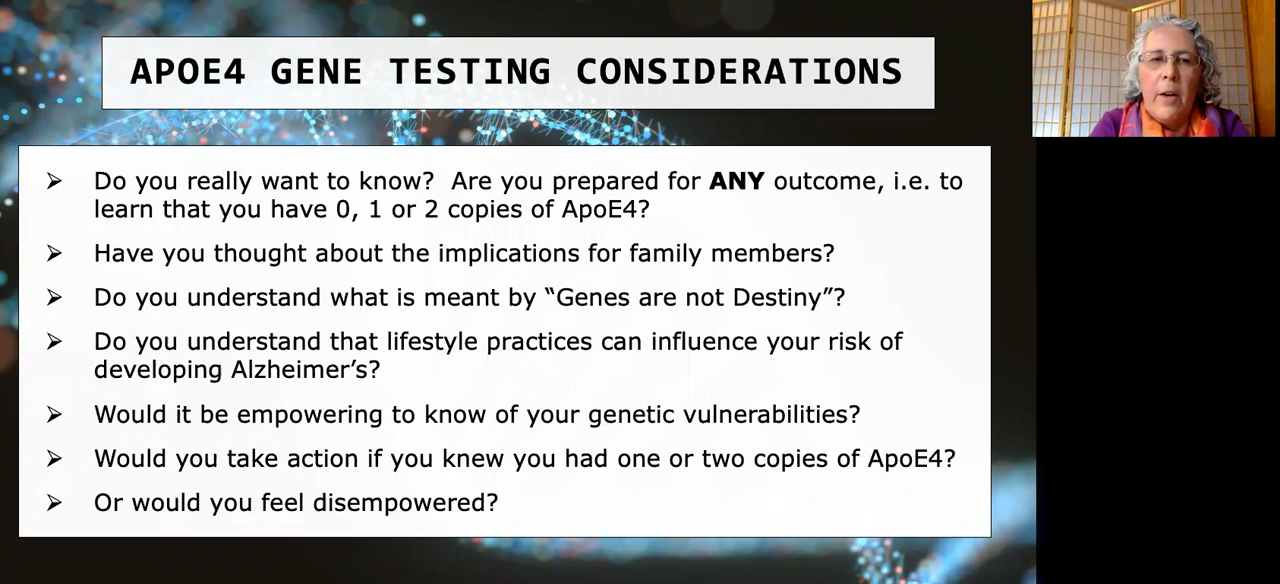 APOE4 GENE TESTING CONSIDERATIONS
➢ Do you really want to know?  Are you prepared for ANY outcome, i.e. to
learn that you have 0, 1 or 2 copies of ApoE4?
➢ Have you thought about the implications for family members?
➢ Do you understand what is meant by “Genes are not Destiny”?
➢ Do you understand that lifestyle practices can influence your risk of
developing Alzheimer’s?
➢ Would it be empowering to know of your genetic vulnerabilities?
➢ Would you take action if you knew you had one or two copies of ApoE4?
➢ Or would you feel disempowered?